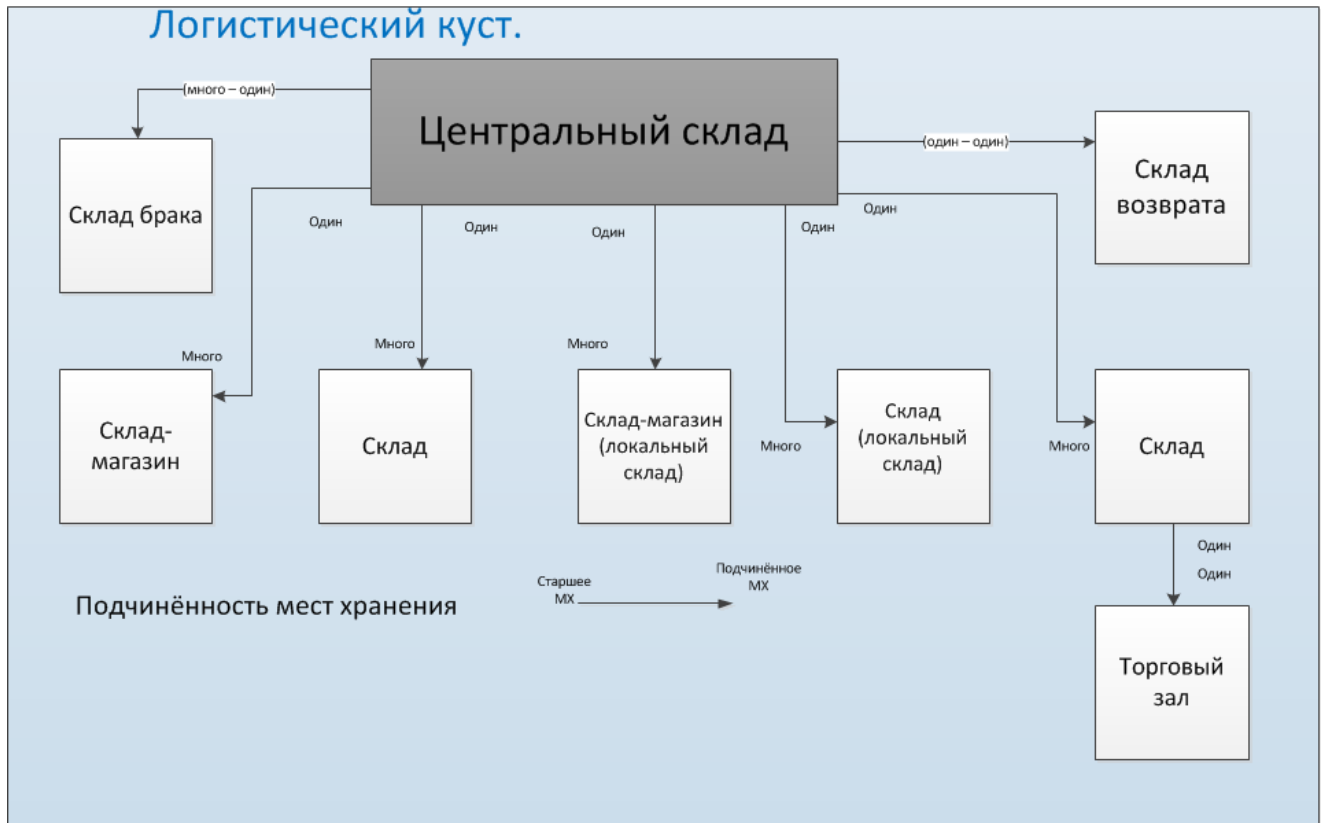 Логистический куст.
(много – один)
Центральный склад
(один – один)
Склад брака
Склад
возврата
Один
Один
Один
Один
Один
Много
Много
Много
Много
Много
Склад-
магазин
Склад
Склад-магазин
(локальный
склад)
Склад
(локальный
склад)
Склад
Один
Один
Подчинённость мест хранения
Старшее
МХ
Подчинённое
МХ
Торговый
зал